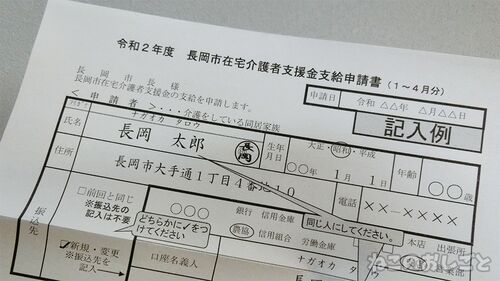 令和2年度 長岡市在宅介護者支援金支給申請書 (1~4月分)
長岡市長様
長岡市在宅介護者支援金の支給を申請します。
申請日 令和 △△年 △月△△日
記入例
< 申請者 >・・・介護をしている同居家族
ナガオカ タロウ
氏名 長岡 太郎 長岡
生年月日 大正・昭和・平成
○○年 1月 1日
年齢 ○○歳
住所 長岡市大手通1丁目4番地10
電話 ××-××××
同じ人にしてください。
振込先
□前回と同じ
※振込先の記入は不要
どちらかに✓をつけてください
☑新規・変更
※振込先を記入
○○○ 銀行 信用金庫
農協 信用組合 労働金庫
○○○
本店 出張所
支店 営業部
口座名義人
ナガオカ タ
ねこのおしごと